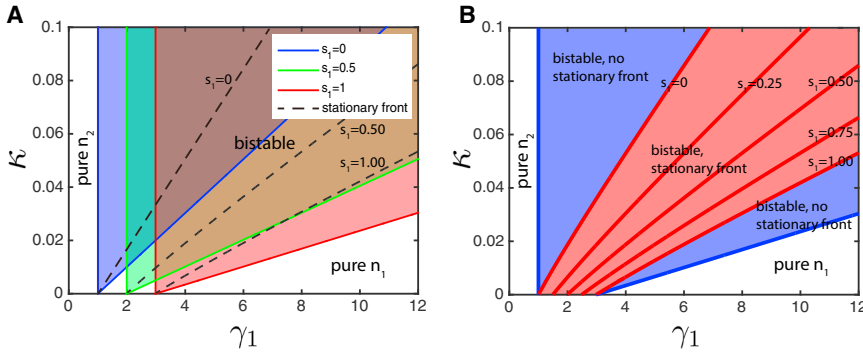 A
0.1
0.08
0.06
0.04
0.02
0
κ
0
2
4
6
8
10
12
γ1
pure n2
s1=0
s1=0
s1=0.5
s1=1
stationary front
bistable
s1=0.50
s1=1.00
pure n1
B
0.1
0.08
0.06
0.04
0.02
0
κ
0
2
4
6
8
10
12
γ1
pure n2
bistable, no
stationary front
s1=0
s1=0.25
s1=0.50
s1=0.75
s1=1.00
bistable,
stationary front
bistable, no
stationary front
pure n1